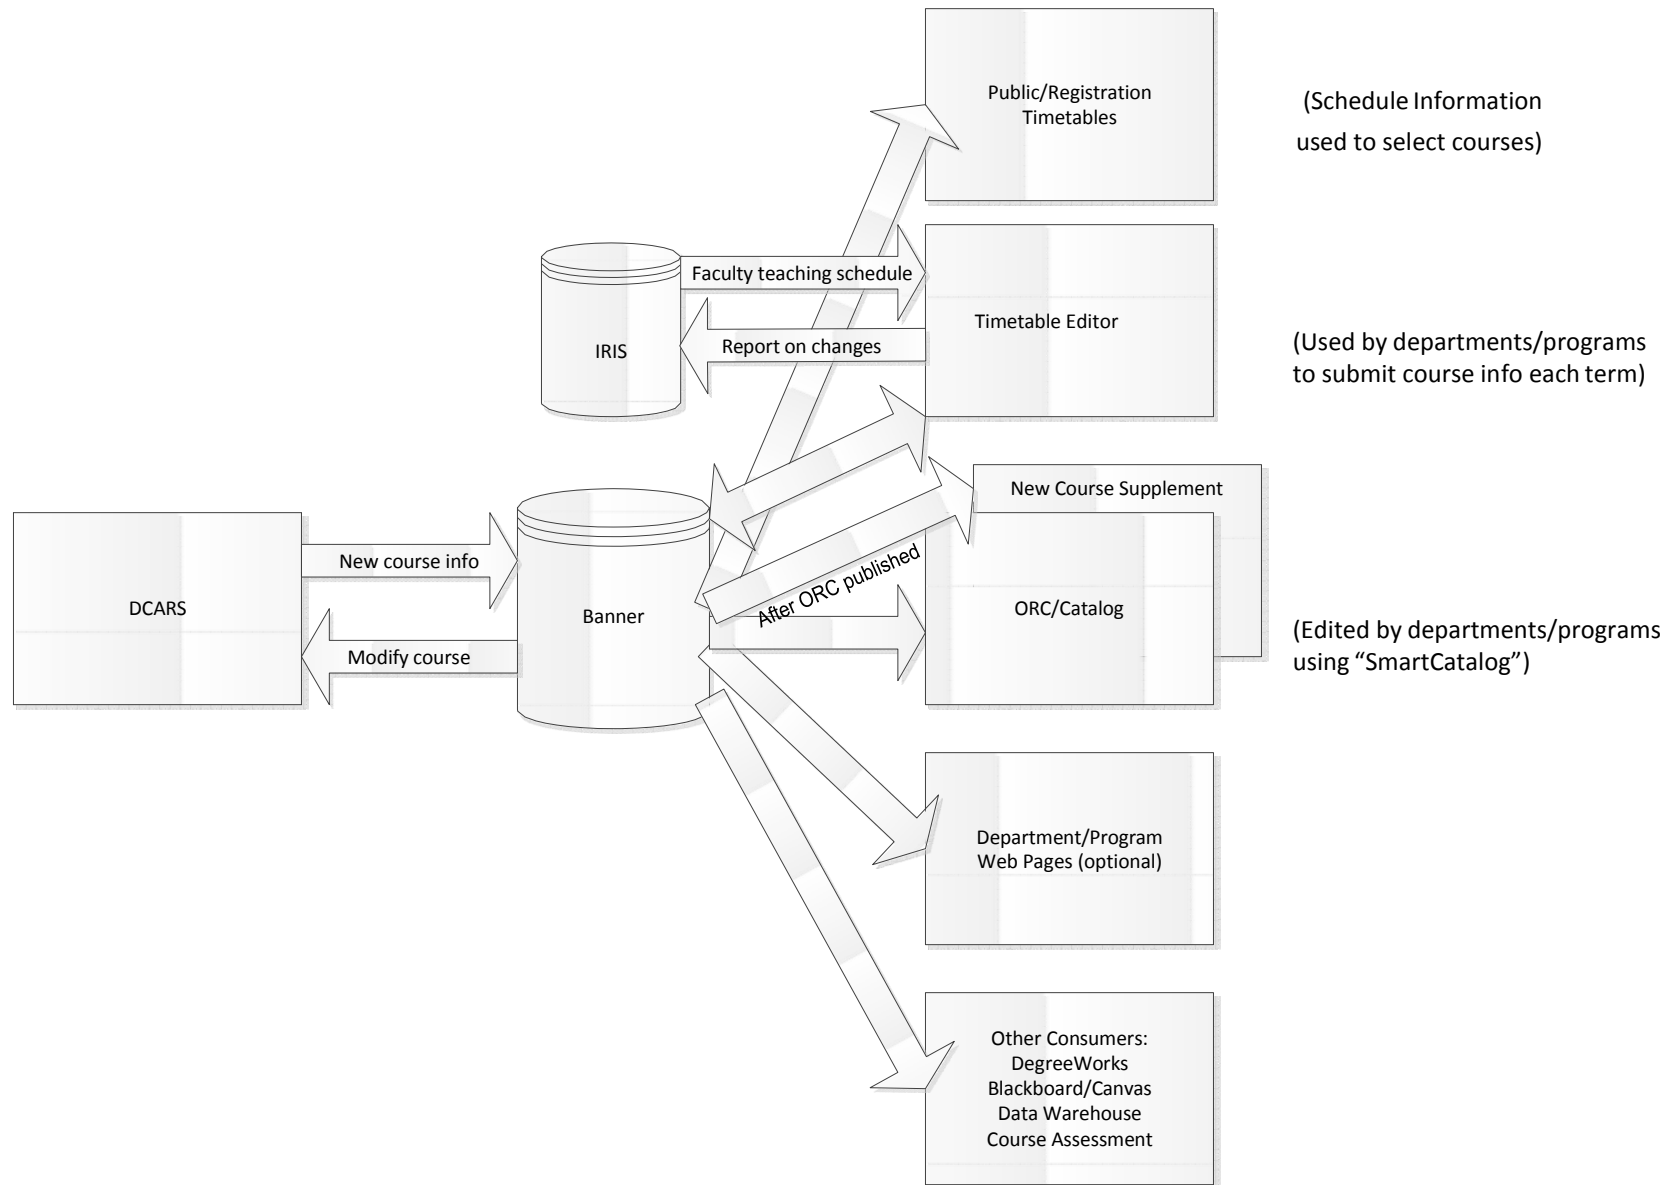 Public/Registration
Timetables
(Schedule Information
used to select courses)
Faculty teaching schedule
IRIS
Report on changes
Timetable Editor
(Used by departments/programs
to submit course info each term)
New Course Supplement
New course info
After ORC published
DCARS
Banner
ORC/Catalog
Modify course
(Edited by departments/programs
using “SmartCatalog”)
Department/Program
Web Pages (optional)
Other Consumers:
DegreeWorks
Blackboard/Canvas
Data Warehouse
Course Assessment